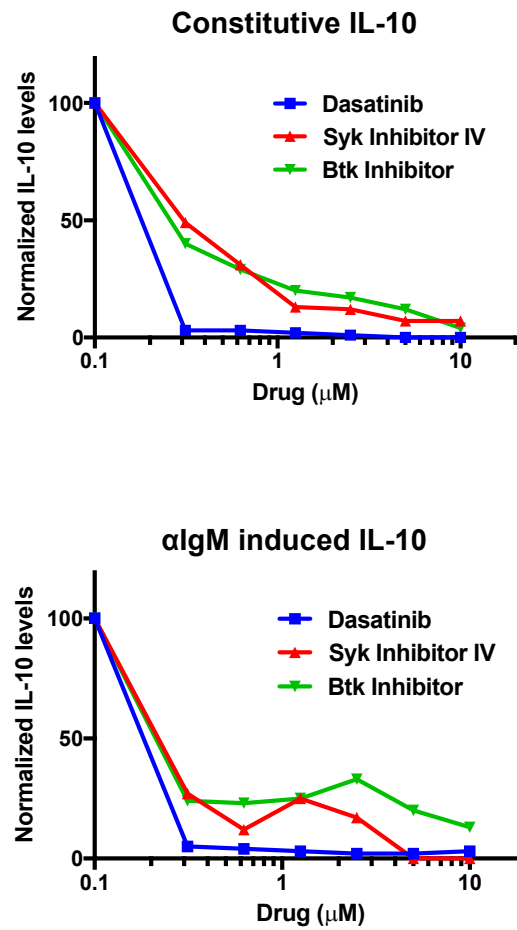 Constitutive IL-10
Normalized IL-10 levels
100
50
0
Dasatinib
Syk Inhibitor IV
Btk Inhibitor
0.1
1
10
Drug (μM)
αIgM induced IL-10
Normalized IL-10 levels
100
50
0
Dasatinib
Syk Inhibitor IV
Btk Inhibitor
0.1
1
10
Drug (μM)